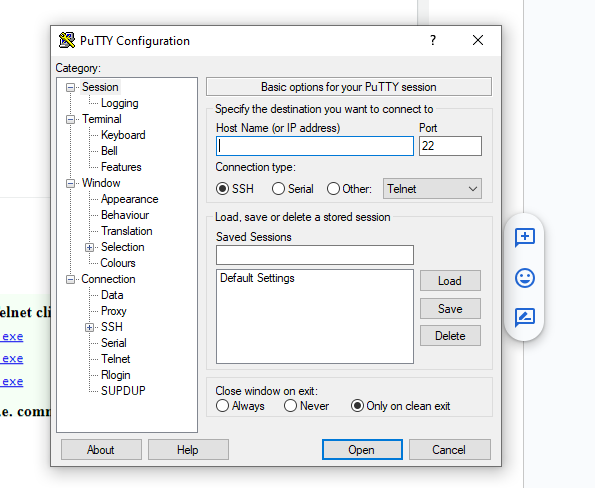 PuTTY Configuration
?
Category:
Session
Logging
Terminal
Keyboard
Bell
Features
Window
Appearance
Behaviour
Translation
Selection
Colours
Connection
Data
Proxy
SSH
Serial
Telnet
Rlogin
SUPDUP
Basic options for your PuTTY session
Specify the destination you want to connect to
Host Name (or IP address) Port
22
Connection type:
SSH Serial Other: Telnet
Load, save or delete a stored session
Saved Sessions
Default Settings
Load
Save
Delete
Close window on exit:
Always Never Only on clean exit
About Help Open Cancel
elnet cli
.exe
.exe
.exe
.e. comm